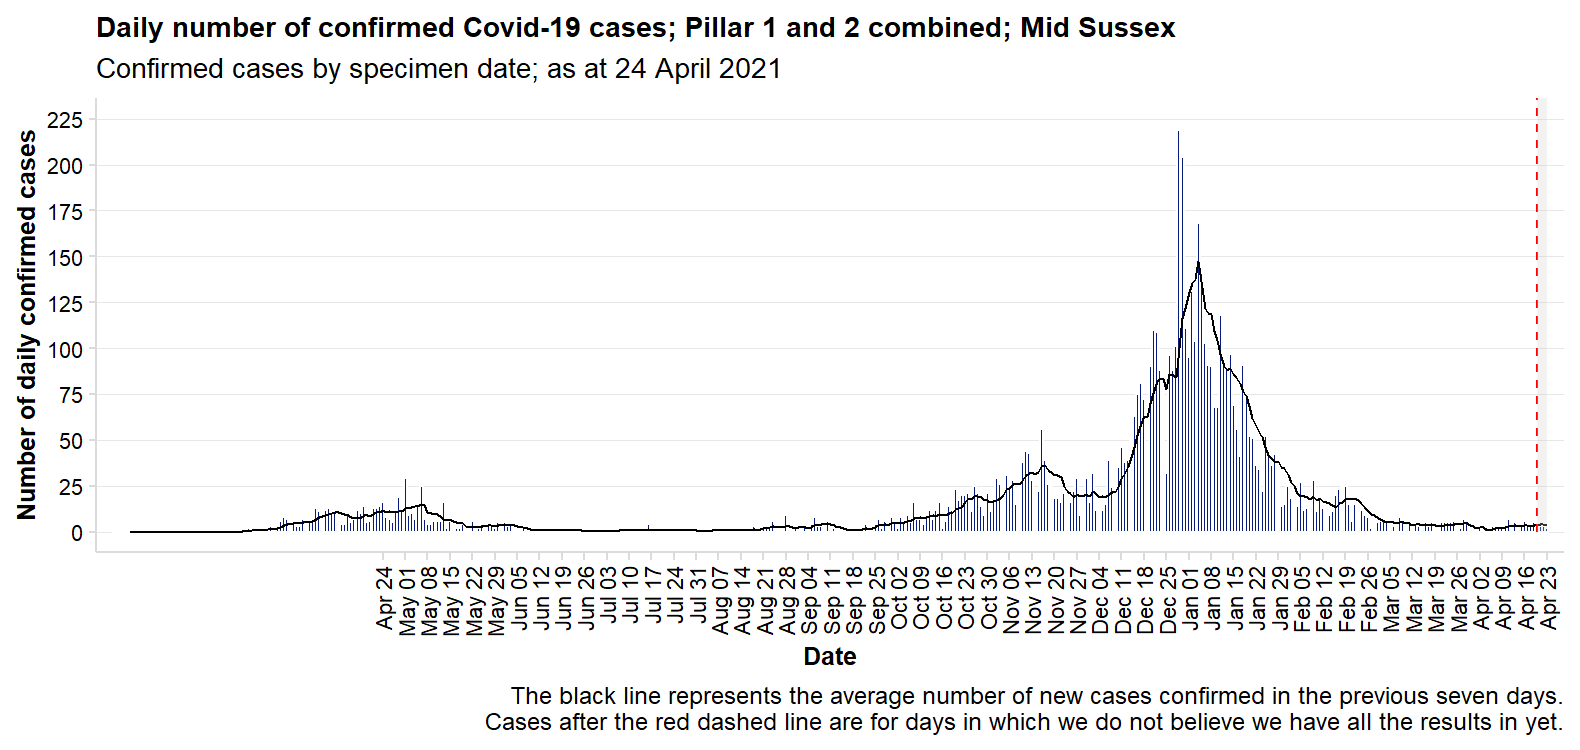 Daily number of confirmed Covid-19 cases; Pillar 1 and 2 combined; Mid Sussex
Confirmed cases by specimen date; as at 24 April 2021
Number of daily confirmed cases
225
200
175
150
125
100
75
50
25
0
Apr 24
May 01
May 08
May 15
May 22
May 29
Jun 05
Jun 12
Jun 19
Jun 26
Jul 03
Jul 10
Jul 17
Jul 24
Jul 31
Aug 07
Aug 14
Aug 21
Aug 28
Sep 04
Sep 11
Sep 18
Sep 25
Oct 02
Oct 09
Oct 16
Oct 23
Oct 30
Nov 06
Nov 13
Nov 20
Nov 27
Dec 04
Dec 11
Dec 18
Dec 25
Jan 01
Jan 08
Jan 15
Jan 22
Jan 29
Feb 05
Feb 12
Feb 19
Feb 26
Mar 05
Mar 12
Mar 19
Mar 26
Apr 02
Apr 09
Apr 16
Apr 23
Date
The black line represents the average number of new cases confirmed in the previous seven days.
Cases after the red dashed line are for days in which we do not believe we have all the results in yet.